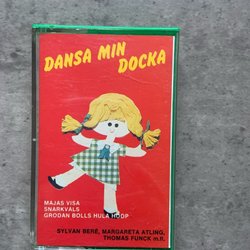 DANSA MIN
DOCKA
MAJAS VISA
SNARKVALS
GRODAN BOLLS HULA HOOP
SYLVAN BERÉ, MARGARETA ATLING,
THOMAS FUNCK m.fl.